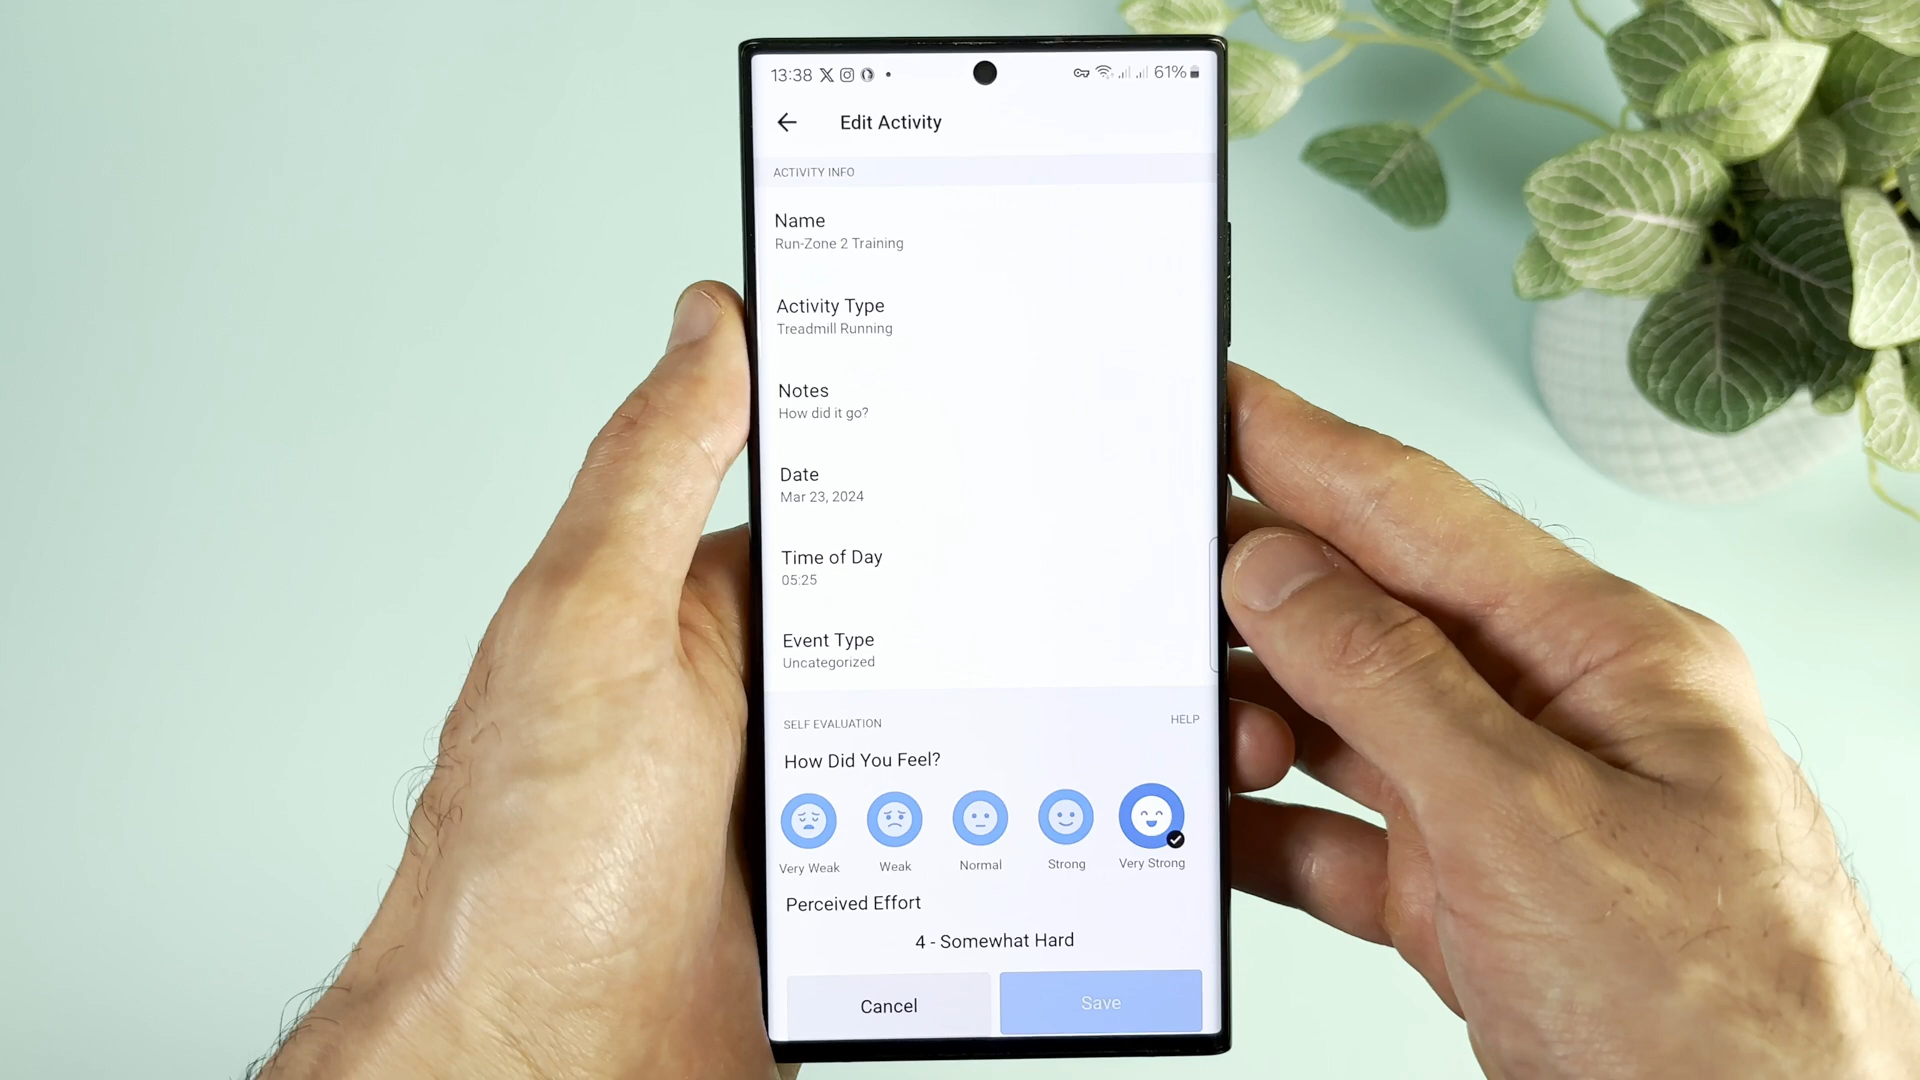 13:38 61%
Edit Activity
ACTIVITY INFO
Name
Run-Zone 2 Training
Activity Type
Treadmill Running
Notes
How did it go?
Date
Mar 23, 2024
Time of Day
05:25
Event Type
Uncategorized
SELF EVALUATION HELP
How Did You Feel?
Very Weak Weak Normal Strong Very Strong
Perceived Effort
4 - Somewhat Hard
Cancel Save